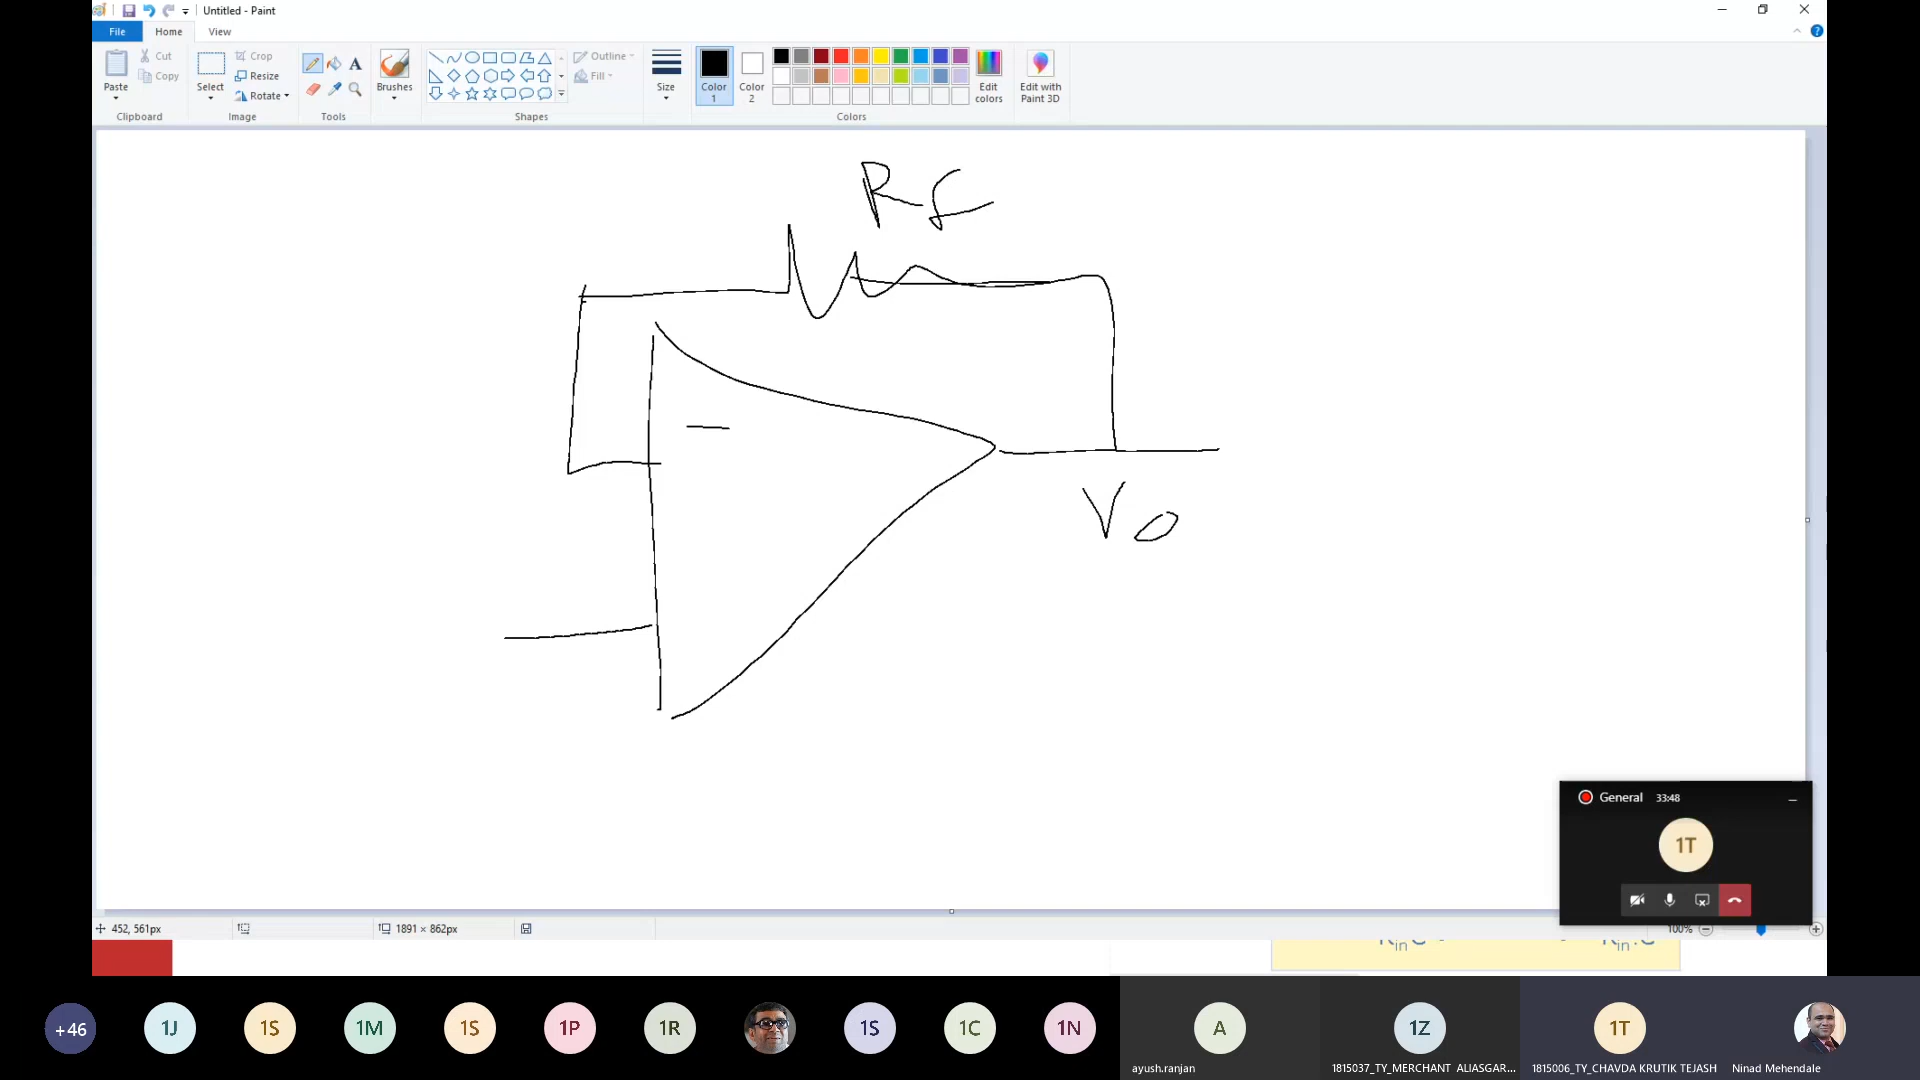 Untitled - Paint
File Home View
Paste
Cut
Copy
Clipboard
Select
Crop
Resize
Rotate
Image
A
Tools
Brushes
Outline
Fill
Shapes
Size
Color 1
Color 2
Edit colors
Colors
Edit with Paint 3D
RF
—
Vo
General 33:48
1T
452, 561px
1891 × 862px
100%
RinC
Rin.C
+46 1J 1S 1M 1S 1P 1R 1S 1C 1N A 1Z 1T
ayush.ranjan
1815037_TY_MERCHANT ALIASGAR...
1815006_TY_CHAVDA KRUTIK TEJASH
Ninad Mehendale